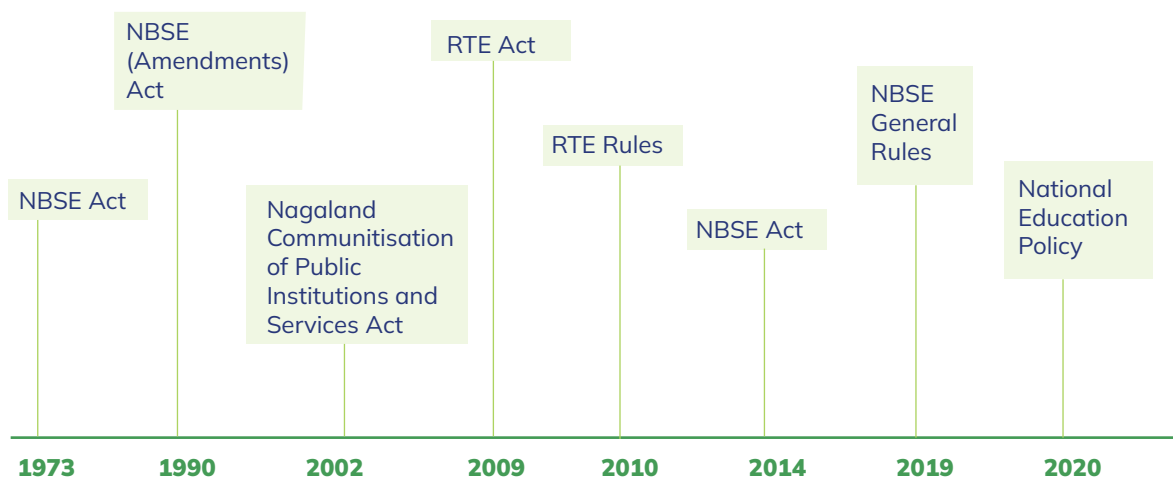 NBSE Act
NBSE
(Amendments)
Act
Nagaland
Communitisation
of Public
Institutions and
Services Act
RTE Act
RTE Rules
NBSE Act
NBSE
General
Rules
National
Education
Policy
1973 1990 2002 2009 2010 2014 2019 2020